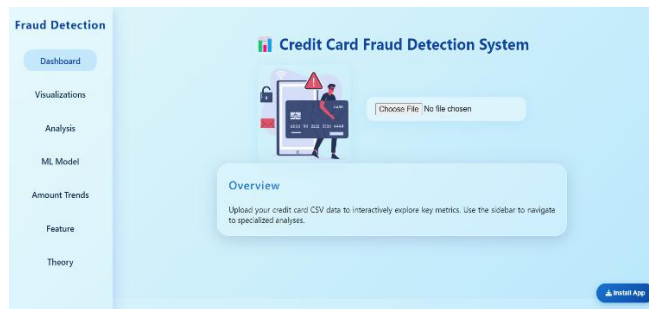 Fraud Detection
Dashboard
Visualizations
Analysis
ML Model
Amount Trends
Feature
Theory
Credit Card Fraud Detection System
Choose File No file chosen
Overview
Upload your credit card CSV data to interactively explore key metrics. Use the sidebar to navigate
to specialized analyses.
Install App